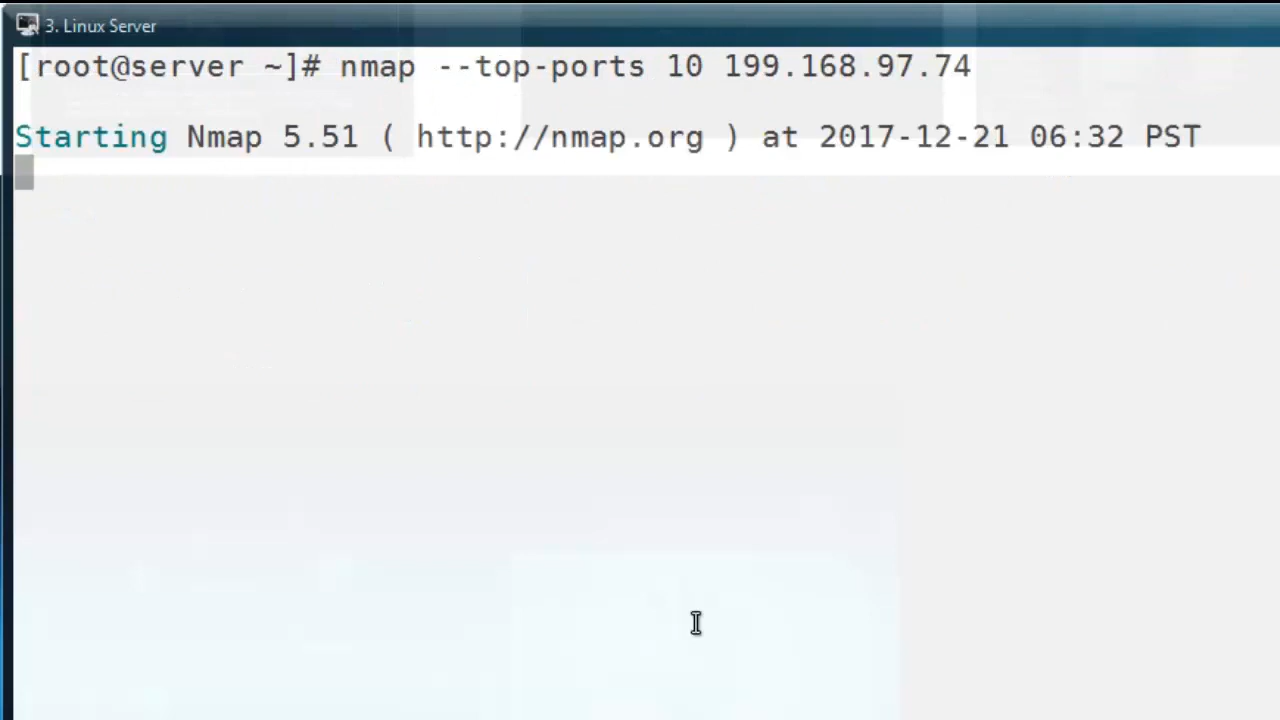 3. Linux Server
[root@server ~]# nmap --top-ports 10 199.168.97.74
Starting Nmap 5.51 ( http://nmap.org ) at 2017-12-21 06:32 PST